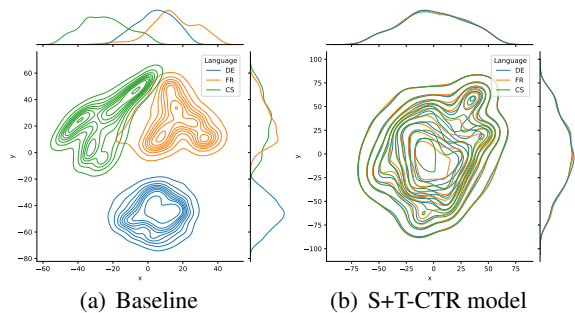 Language
DE
FR
CS
60
40
20
0
−20
−40
−60
−80
y
−60 −40 −20 0 20 40
x
Language
DE
FR
CS
100
75
50
25
0
−25
−50
−75
−100
y
−75 −50 −25 0 25 50 75
x
(a) Baseline
(b) S+T-CTR model